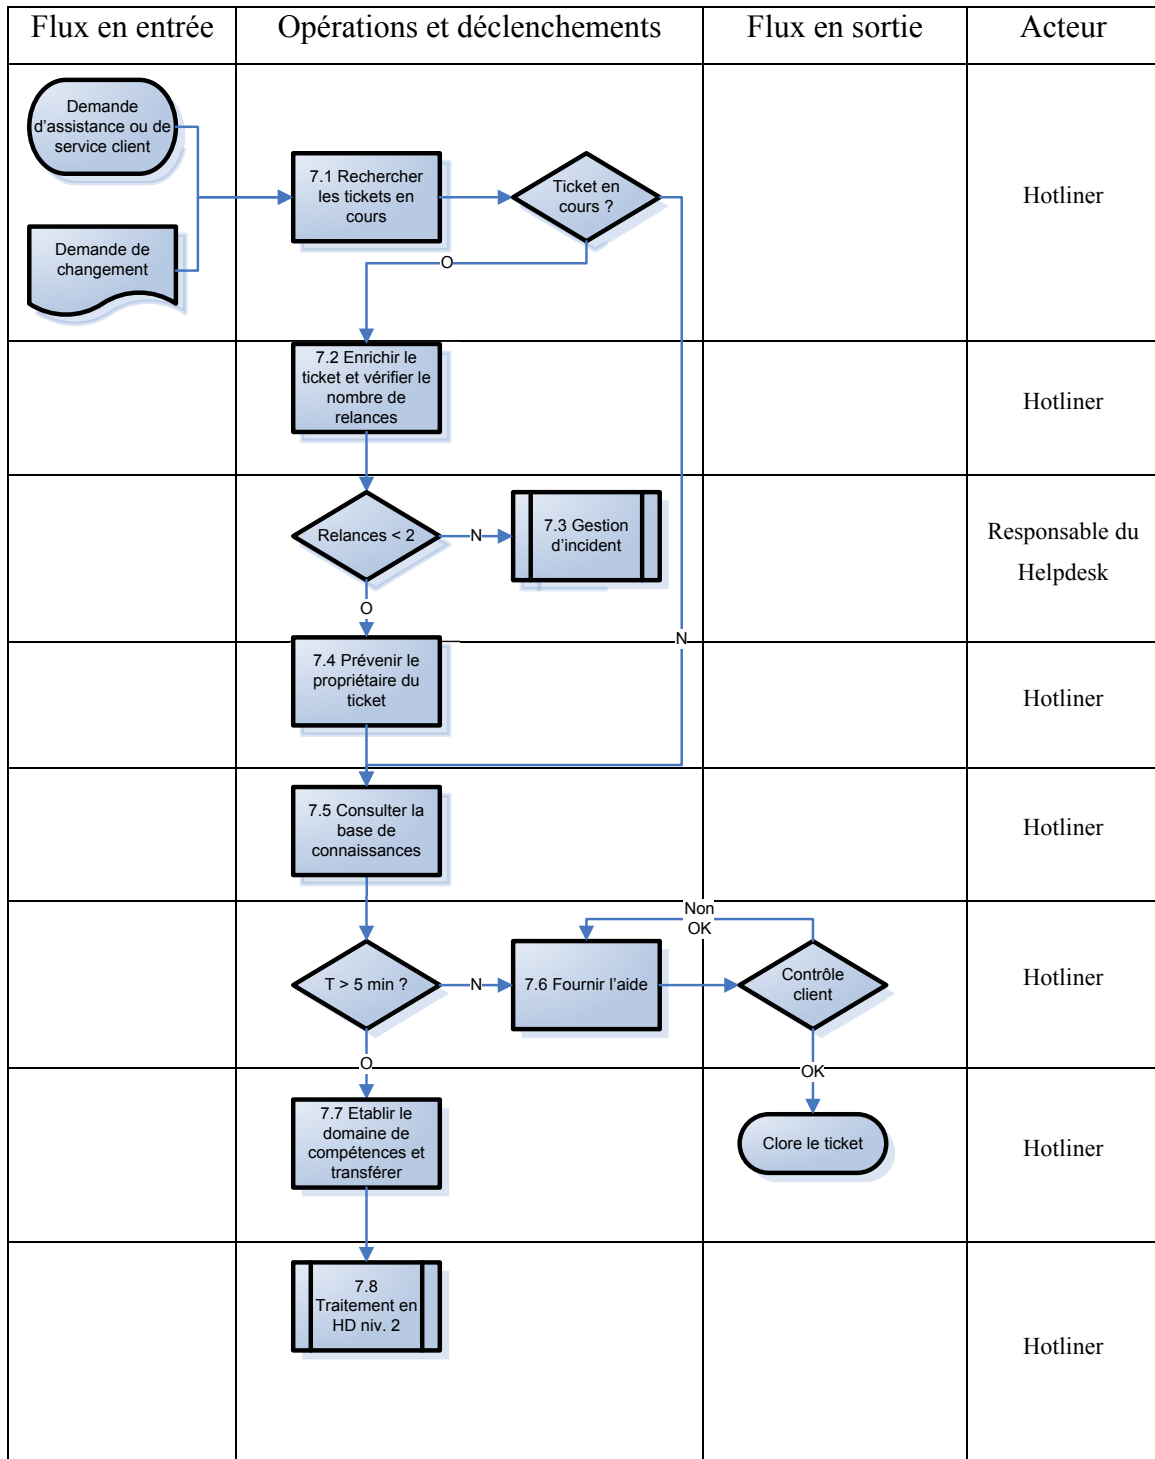 Flux en entrée
Opérations et déclenchements
Flux en sortie
Acteur
Demande
d'assistance ou de
service client
7.1 Rechercher
les tickets en
cours
Ticket en
cours ?
Hotliner
Demande de
changement
O
7.2 Enrichir le
ticket et vérifier le
nombre de
relances
Hotliner
Relances < 2
N
7.3 Gestion
d'incident
Responsable du
Helpdesk
O
N
7.4 Prévenir le
propriétaire du
ticket
Hotliner
7.5 Consulter la
base de
connaissances
Hotliner
Non
OK
T > 5 min ?
N
7.6 Fournir l'aide
Contrôle
client
Hotliner
O
OK
7.7 Etablir le
domaine de
compétences et
transférer
Clore le ticket
Hotliner
7.8
Traitement en
HD niv. 2
Hotliner